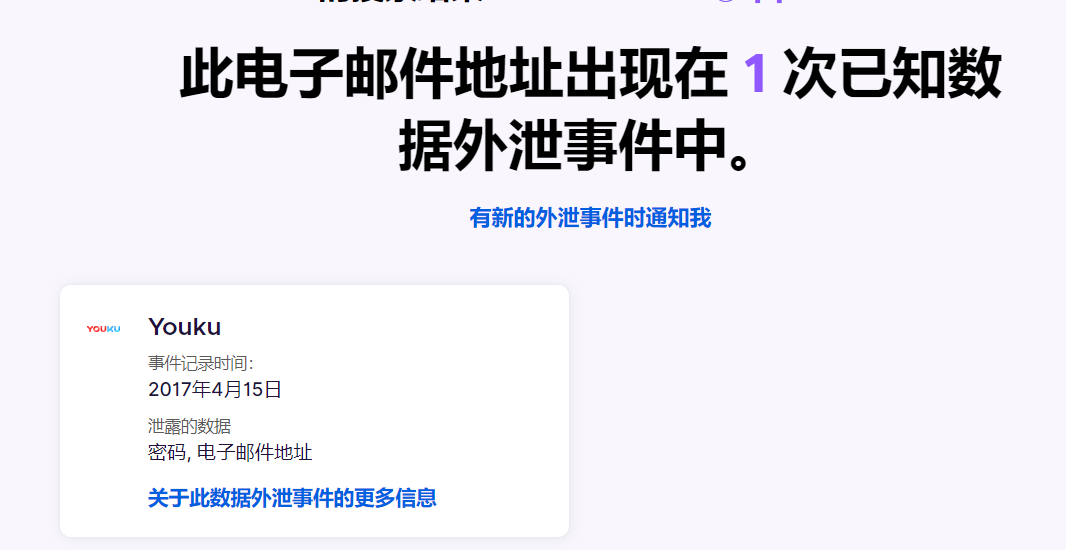 此电子邮件地址出现在 1 次已知数
据外泄事件中。
有新的外泄事件时通知我
YOUKU
Youku
事件记录时间：
2017年4月15日
泄露的数据
密码, 电子邮件地址
关于此数据外泄事件的更多信息